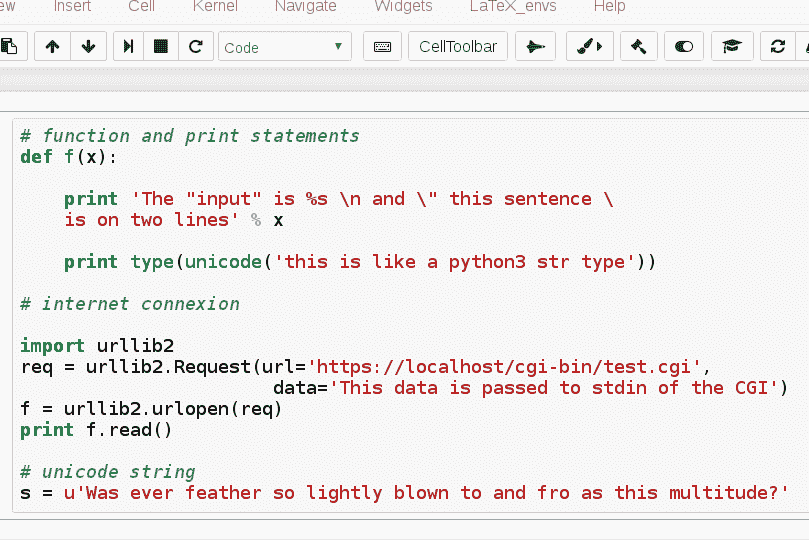 Insert Cell Kernel Navigate Widgets LaTeX_envs Help
Code CellToolbar
# function and print statements
def f(x):
    print 'The "input" is %s \n and \" this sentence \
    is on two lines' % x
    print type(unicode('this is like a python3 str type'))
# internet connexion
import urllib2
req = urllib2.Request(url='https://localhost/cgi-bin/test.cgi',
                       data='This data is passed to stdin of the CGI')
f = urllib2.urlopen(req)
print f.read()
# unicode string
s = u'Was ever feather so lightly blown to and fro as this multitude?'